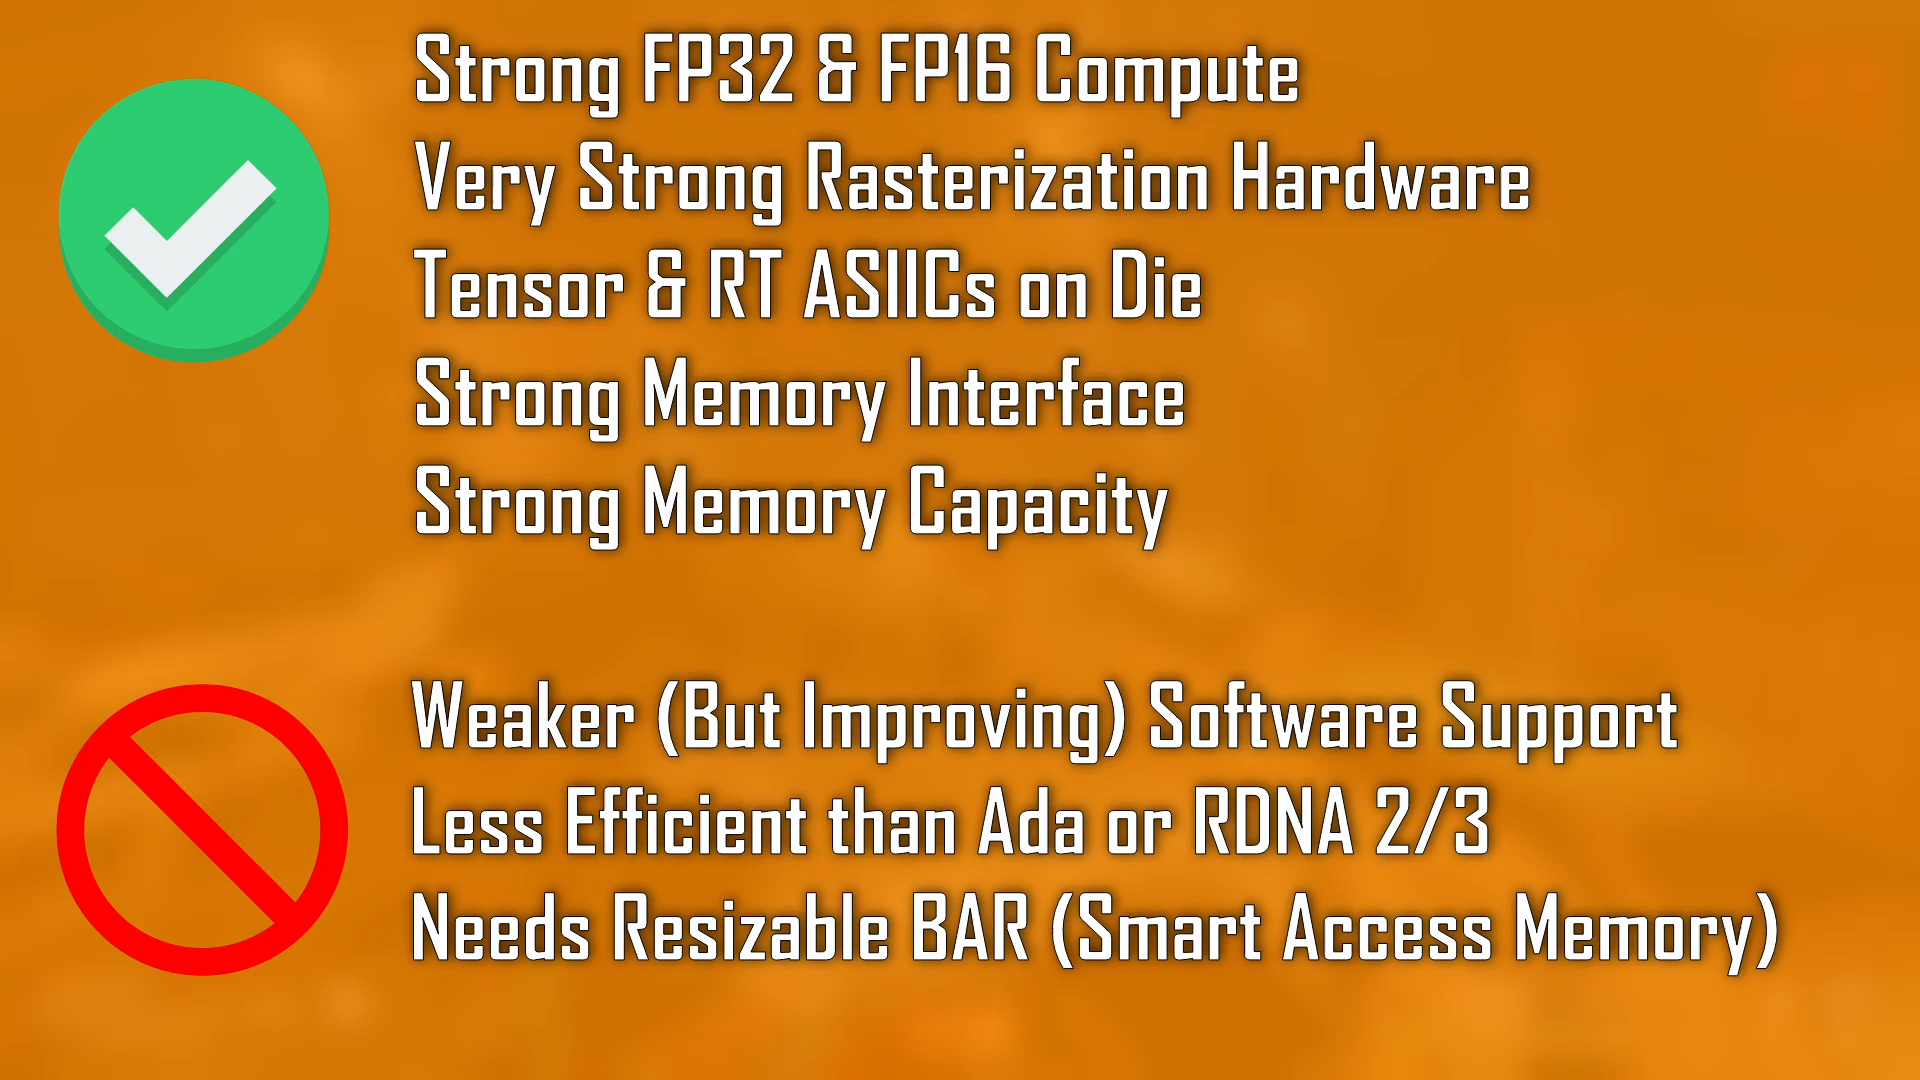 Strong FP32 & FP16 Compute
Very Strong Rasterization Hardware
Tensor & RT ASIICs on Die
Strong Memory Interface
Strong Memory Capacity
Weaker (But Improving) Software Support
Less Efficient than Ada or RDNA 2/3
Needs Resizable BAR (Smart Access Memory)